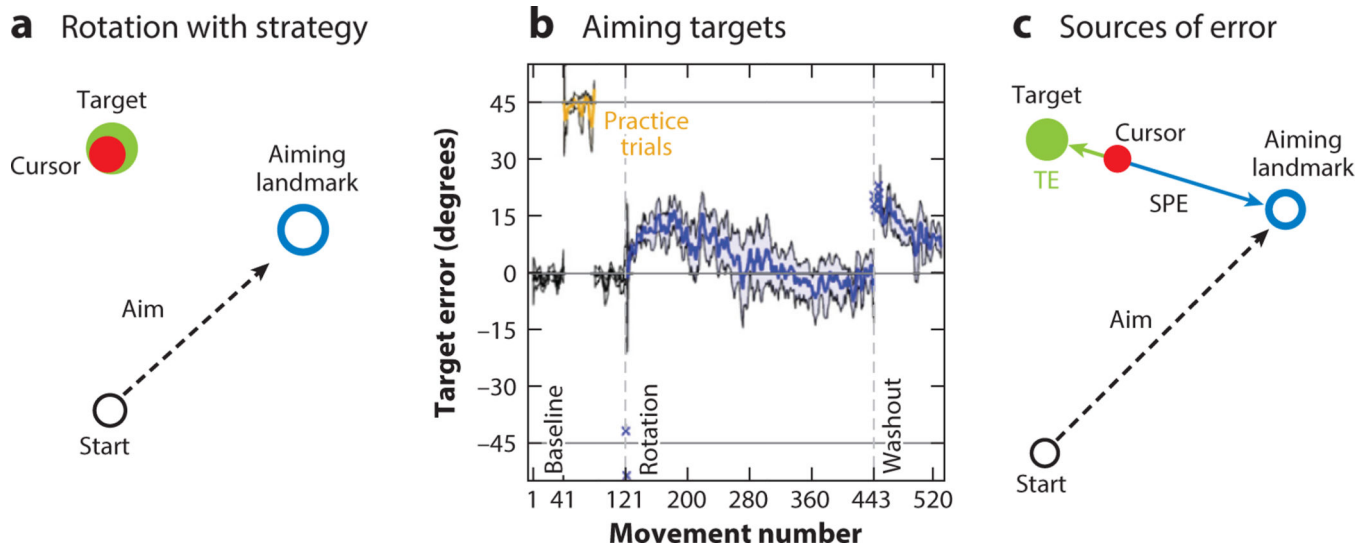 a Rotation with strategy
Target
Cursor
Aiming
landmark
Aim
Start
b Aiming targets
Target error (degrees)
45
30
15
0
−15
−30
−45
Practice
trials
Baseline
Rotation
Washout
1 41 121 200 280 360 443 520
Movement number
c Sources of error
Target
Cursor
Aiming
landmark
TE
SPE
Aim
Start